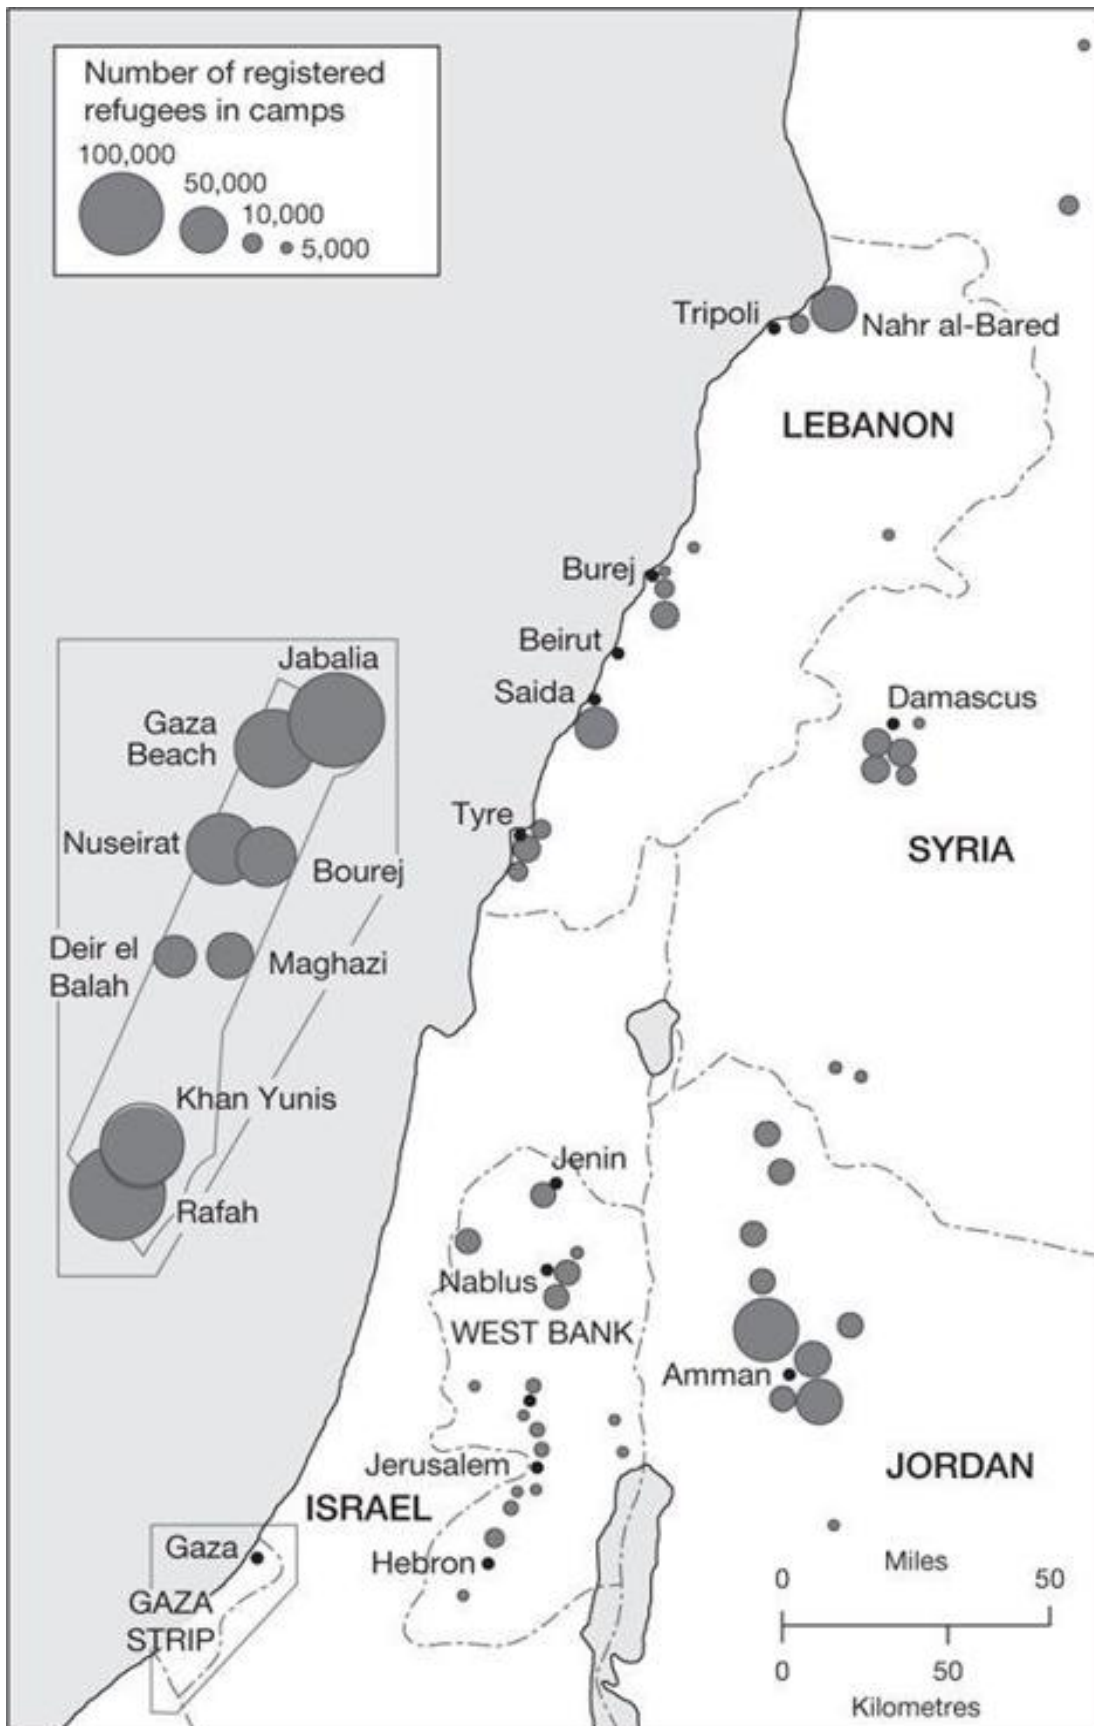 Number of registered
refugees in camps
100,000
50,000
10,000
5,000
Tripoli
Nahr al-Bared
LEBANON
Burej
Beirut
Saida
Damascus
Tyre
SYRIA
Jabalia
Gaza
Beach
Nuseirat
Bourej
Deir el
Balah
Maghazi
Khan Yunis
Rafah
Jenin
Nablus
WEST BANK
Amman
Jerusalem
JORDAN
ISRAEL
Hebron
Gaza
GAZA
STRIP
Miles
0 50
0 50
Kilometres